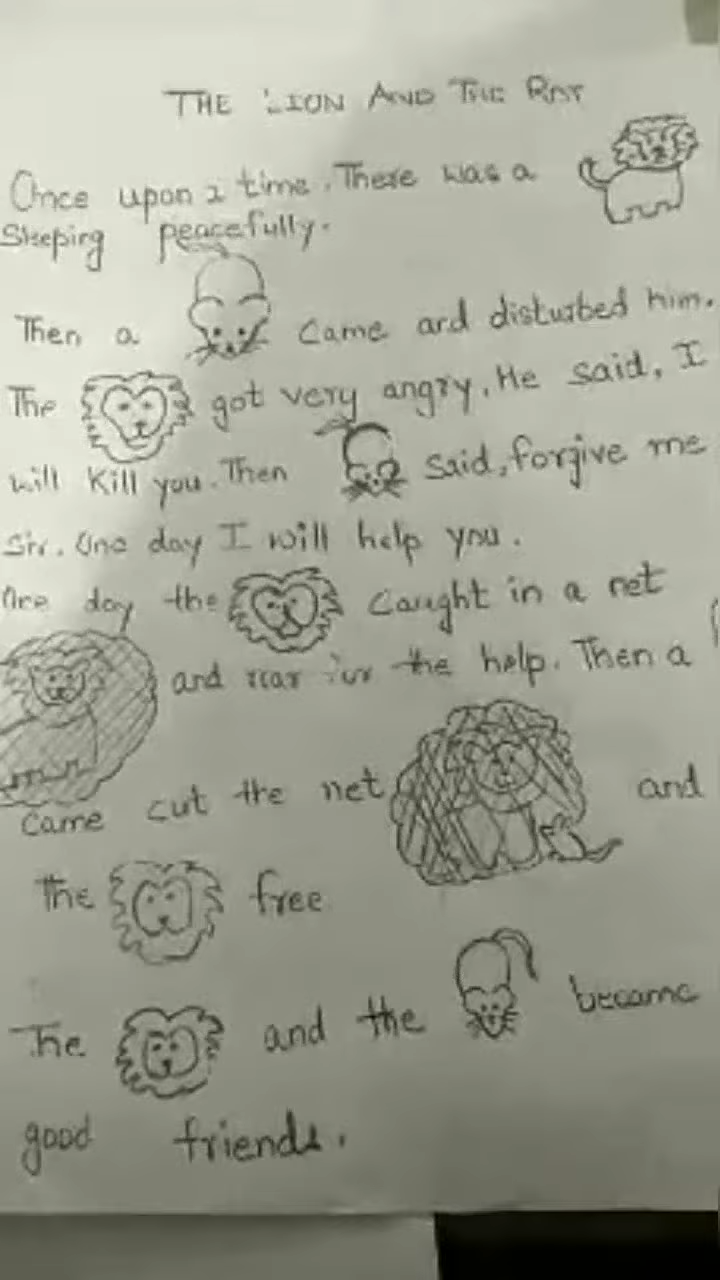 THE LION AND THE RAT
Once upon a time. There was a
Sleeping peacefully.
Then a came and disturbed him.
The got very angry. He said, I
will Kill you. Then said, forgive me
Sir. One day I will help you.
One day the Caught in a net
and the help. Then a
Came cut the net and
the free
The and the became
good friends.